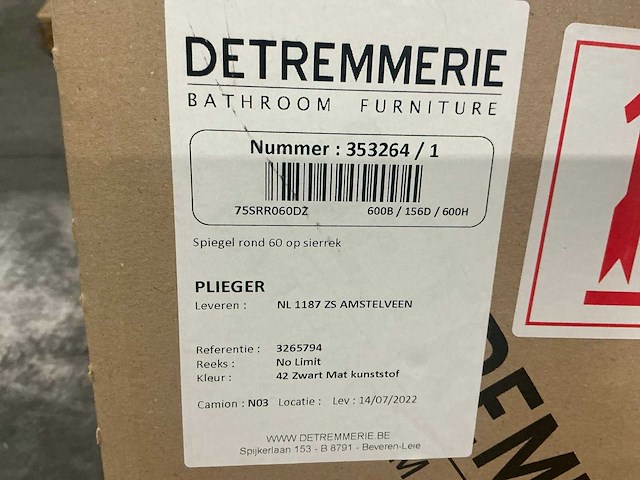 DETREMMERIE
BATHROOM FURNITURE
Nummer : 353264 / 1
75SRR060DZ 600B / 156D / 600H
Spiegel rond 60 op sierrek
PLIEGER
Leveren : NL 1187 ZS AMSTELVEEN
Referentie : 3265794
Reeks : No Limit
Kleur : 42 Zwart Mat kunststof
Camion : N03 Locatie : Lev : 14/07/2022
WWW.DETREMMERIE.BE
Spijkerlaan 153 - B 8791 - Beveren-Leie